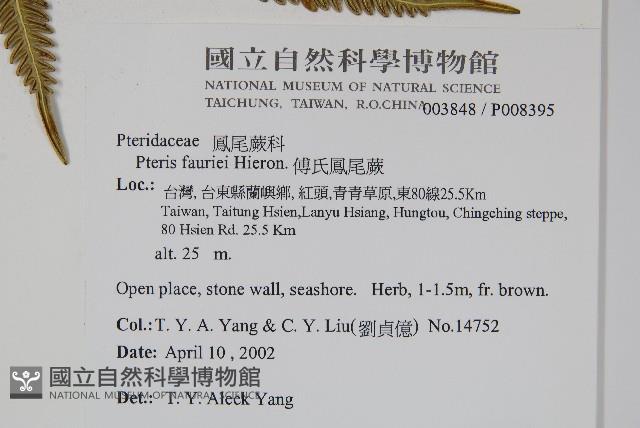 國立自然科學博物館
NATIONAL MUSEUM OF NATURAL SCIENCE
TAICHUNG, TAIWAN, R.O.CHINA 003848 / P008395
Pteridaceae 鳳尾蕨科
Pteris fauriei Hieron. 傅氏鳳尾蕨
Loc.: 台灣, 台東縣蘭嶼鄉, 紅頭,青青草原,東80線25.5Km
Taiwan, Taitung Hsien,Lanyu Hsiang, Hungtou, Chingching steppe,
80 Hsien Rd. 25.5 Km
alt. 25 m.
Open place, stone wall, seashore. Herb, 1-1.5m, fr. brown.
Col.: T. Y. A. Yang & C. Y. Liu(劉貞億) No.14752
Date: April 10 , 2002
國立自然科學博物館
NATIONAL MUSEUM OF NATURAL SCIENCE
Det.: T. Y. Aleck Yang